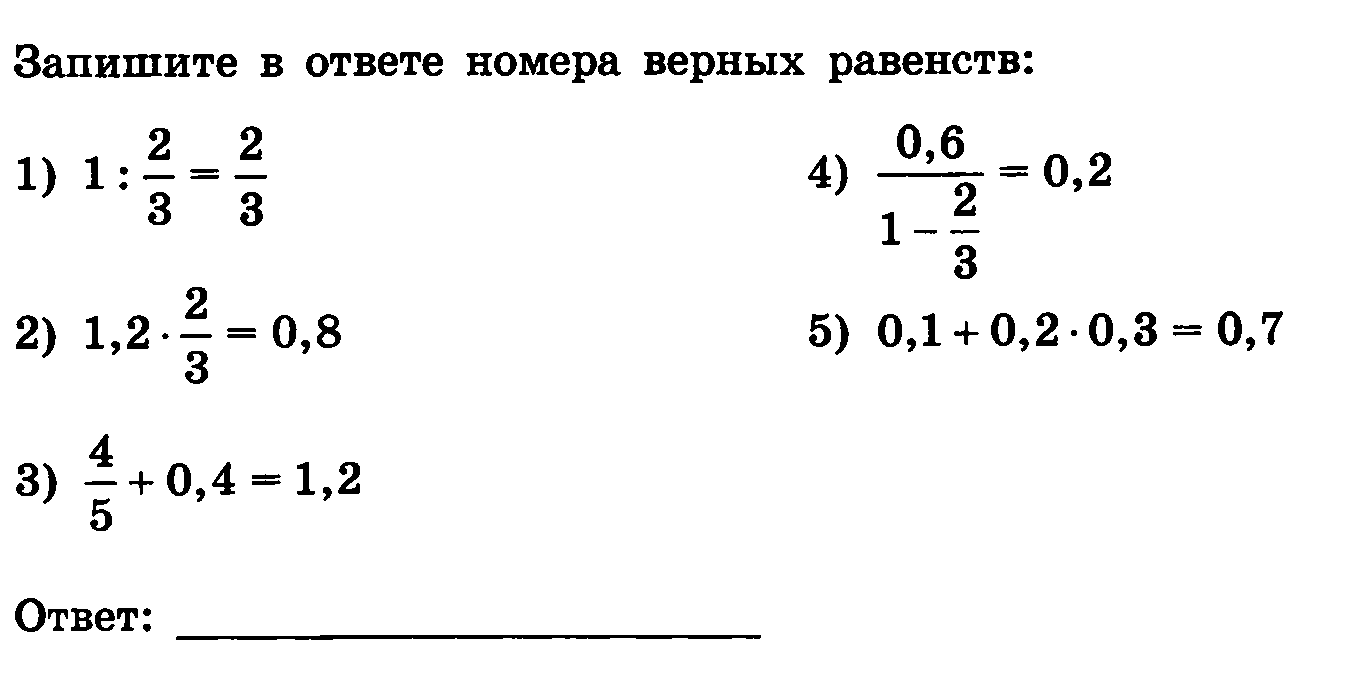 Запишите в ответе номера верных равенств:
1) 1 : 2/3 = 2/3
2) 1,2 · 2/3 = 0,8
3) 4/5 + 0,4 = 1,2
4) 0,6/(1 − 2/3) = 0,2
5) 0,1 + 0,2 · 0,3 = 0,7
Ответ: